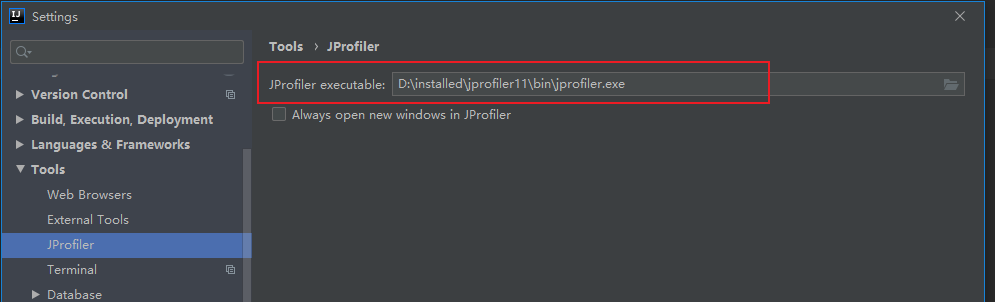 Settings
Tools › JProfiler
JProfiler executable: D:\installed\jprofiler11\bin\jprofiler.exe
Always open new windows in JProfiler
Version Control
Build, Execution, Deployment
Languages & Frameworks
Tools
Web Browsers
External Tools
JProfiler
Terminal
Database